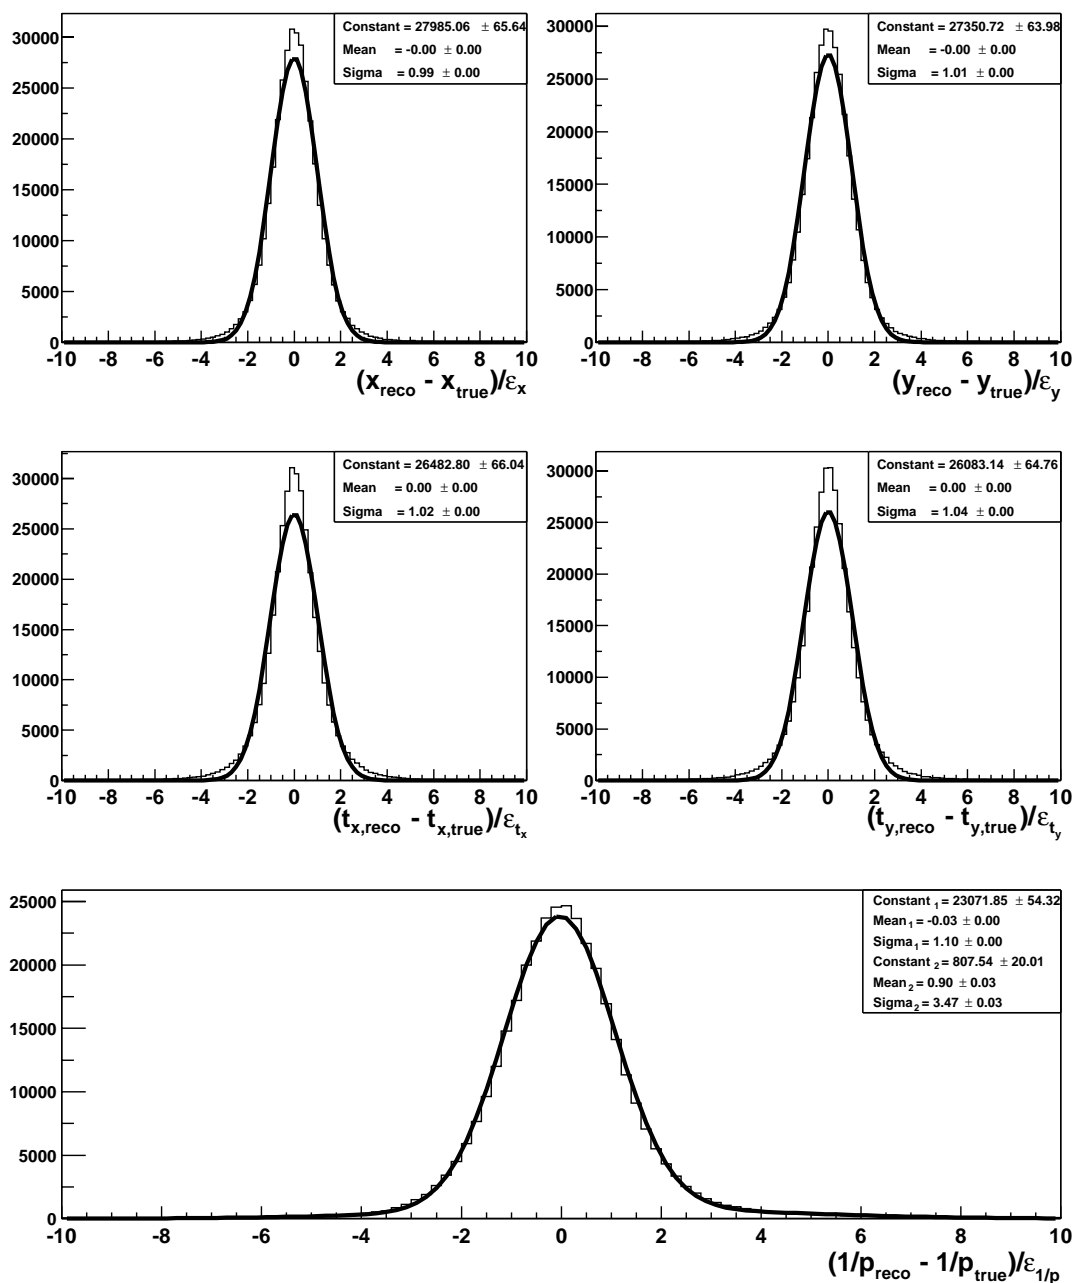 Constant = 27985.06 ± 65.64
Mean = -0.00 ± 0.00
Sigma = 0.99 ± 0.00
30000
25000
20000
15000
10000
5000
0
-10 -8 -6 -4 -2 0 2 4 6 8 10
(x_reco - x_true)/ε_x
Constant = 27350.72 ± 63.98
Mean = -0.00 ± 0.00
Sigma = 1.01 ± 0.00
30000
25000
20000
15000
10000
5000
0
-10 -8 -6 -4 -2 0 2 4 6 8 10
(y_reco - y_true)/ε_y
Constant = 26482.80 ± 66.04
Mean = 0.00 ± 0.00
Sigma = 1.02 ± 0.00
30000
25000
20000
15000
10000
5000
0
-10 -8 -6 -4 -2 0 2 4 6 8 10
(t_x,reco - t_x,true)/ε_t_x
Constant = 26083.14 ± 64.76
Mean = 0.00 ± 0.00
Sigma = 1.04 ± 0.00
30000
25000
20000
15000
10000
5000
0
-10 -8 -6 -4 -2 0 2 4 6 8 10
(t_y,reco - t_y,true)/ε_t_y
Constant_1 = 23071.85 ± 54.32
Mean_1 = -0.03 ± 0.00
Sigma_1 = 1.10 ± 0.00
Constant_2 = 807.54 ± 20.01
Mean_2 = 0.90 ± 0.03
Sigma_2 = 3.47 ± 0.03
25000
20000
15000
10000
5000
0
-10 -8 -6 -4 -2 0 2 4 6 8 10
(1/p_reco - 1/p_true)/ε_1/p